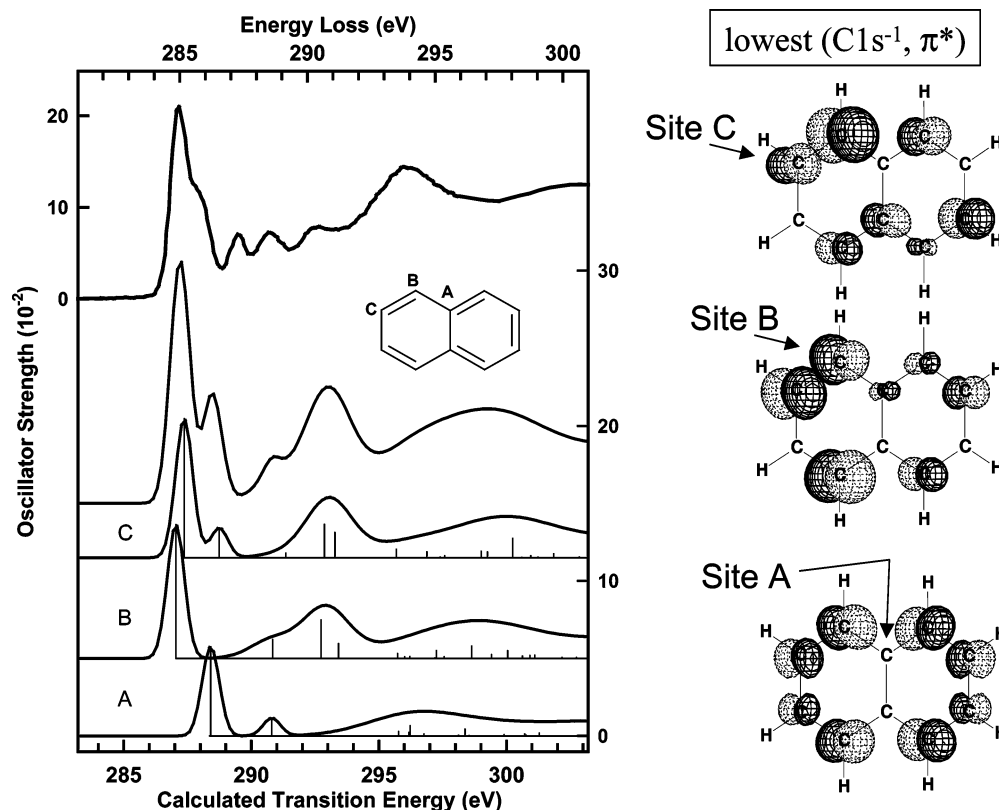 Energy Loss (eV)
285 290 295 300
20
10
0
Oscillator Strength (10⁻²)
30
20
10
0
B
A
C
C
B
A
285 290 295 300
Calculated Transition Energy (eV)
lowest (C1s⁻¹, π*)
Site C
H
H
H
H
C
C
C
C
C
C
C
C
H
H
H
H
Site B
H
H
H
H
C
C
C
C
C
C
C
H
H
H
H
Site A
H
H
H
H
C
C
C
C
C
C
C
C
C
C
H
H
H
H